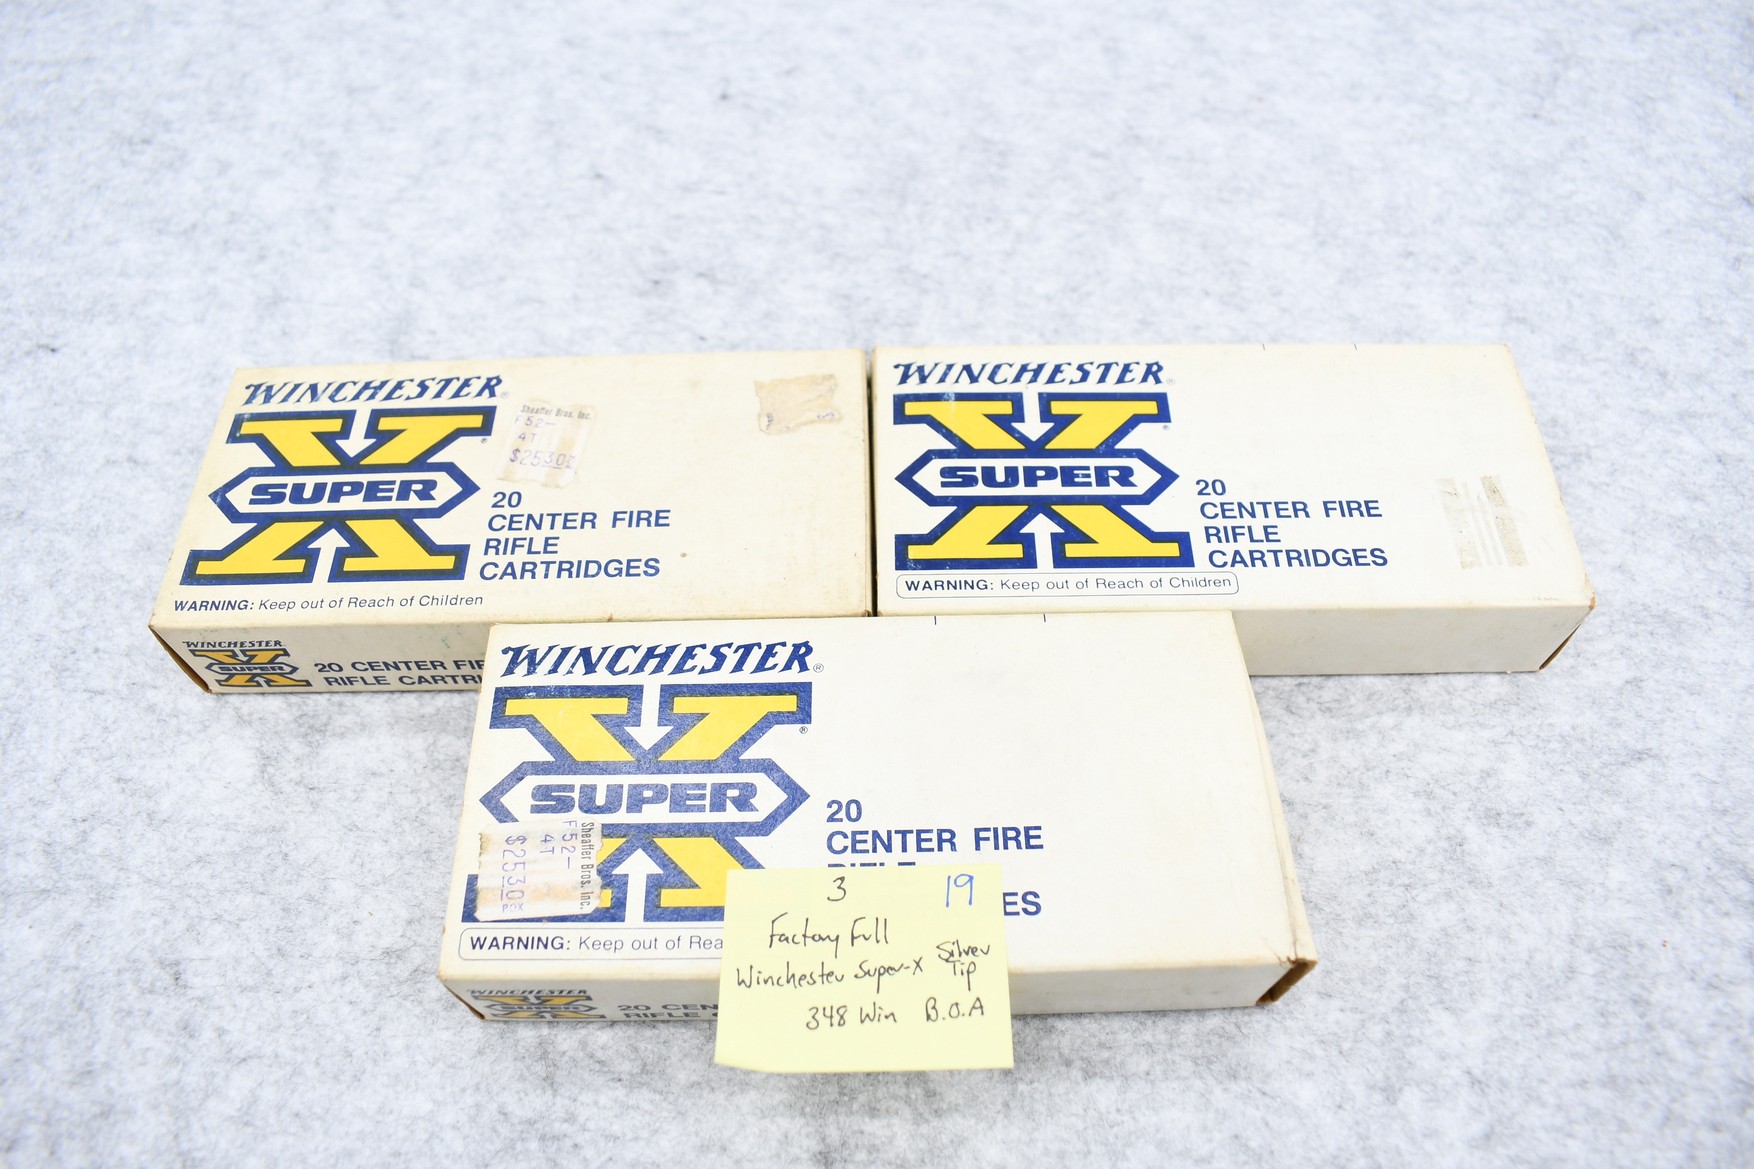 WINCHESTER®
X
SUPER
20
CENTER FIRE
RIFLE
CARTRIDGES
WARNING: Keep out of Reach of Children
Sheaffer Bros. Inc.
F52-
4T
$25.30
WINCHESTER
SUPER
20 CENTER FIR
RIFLE CARTRI
WINCHESTER®
X
SUPER
20
CENTER FIRE
RIFLE
CARTRIDGES
WARNING: Keep out of Reach of Children
WINCHESTER®
X
SUPER
20
CENTER FIRE
RIFLE
ES
WARNING: Keep out of Rea
Sheaffer Bros. Inc.
F52-
4T
$25.30
WINCHESTER
SUPER
20 CEN
RIFLE
3 19
Factory Full
Winchester Super-X Silver Tip
348 Win B.O.A